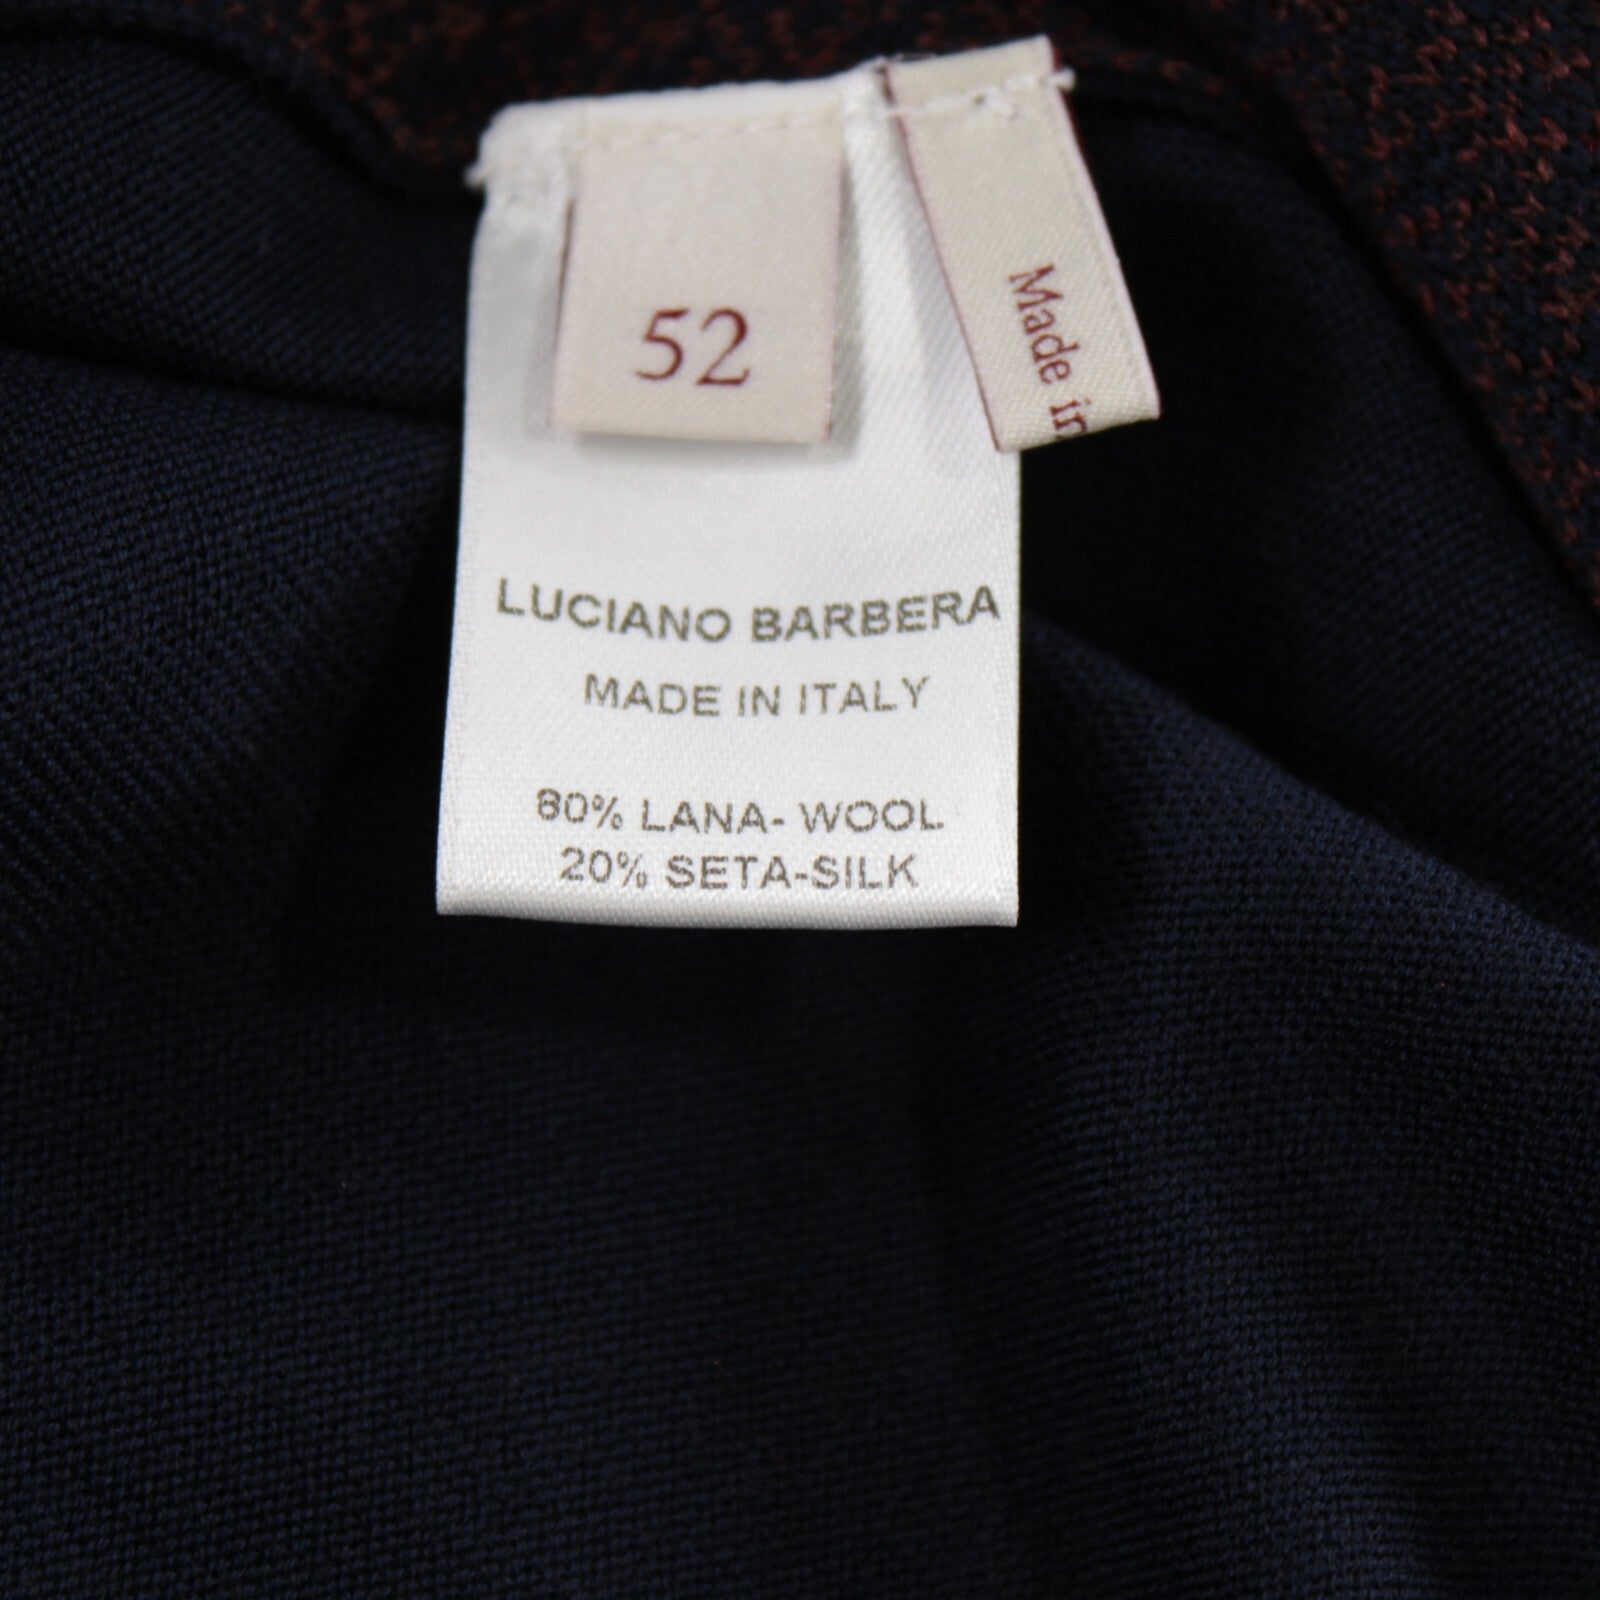 52
Made in
LUCIANO BARBERA
MADE IN ITALY
80% LANA- WOOL
20% SETA-SILK